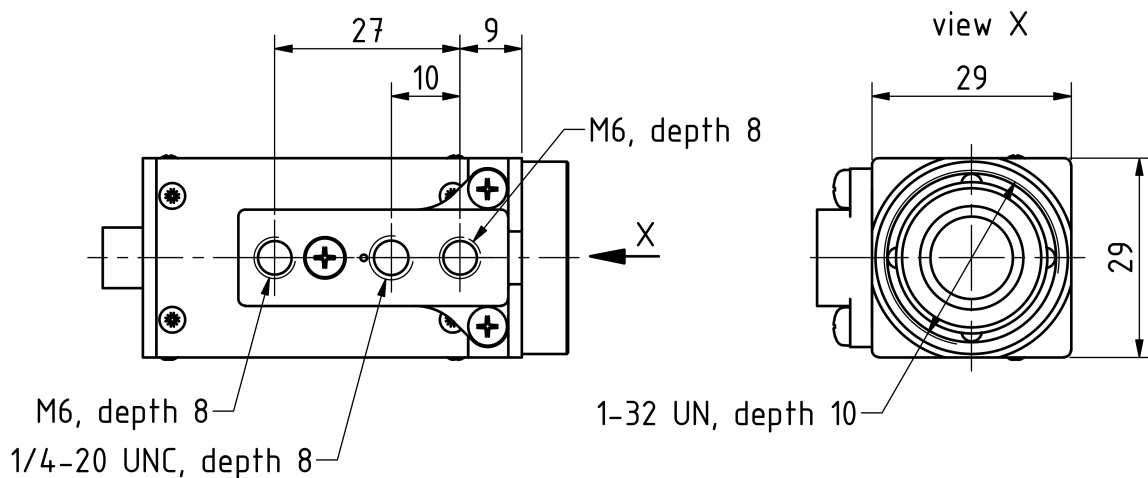 27
9
view X
10
29
M6, depth 8
X
29
M6, depth 8
1-32 UN, depth 10
1/4-20 UNC, depth 8